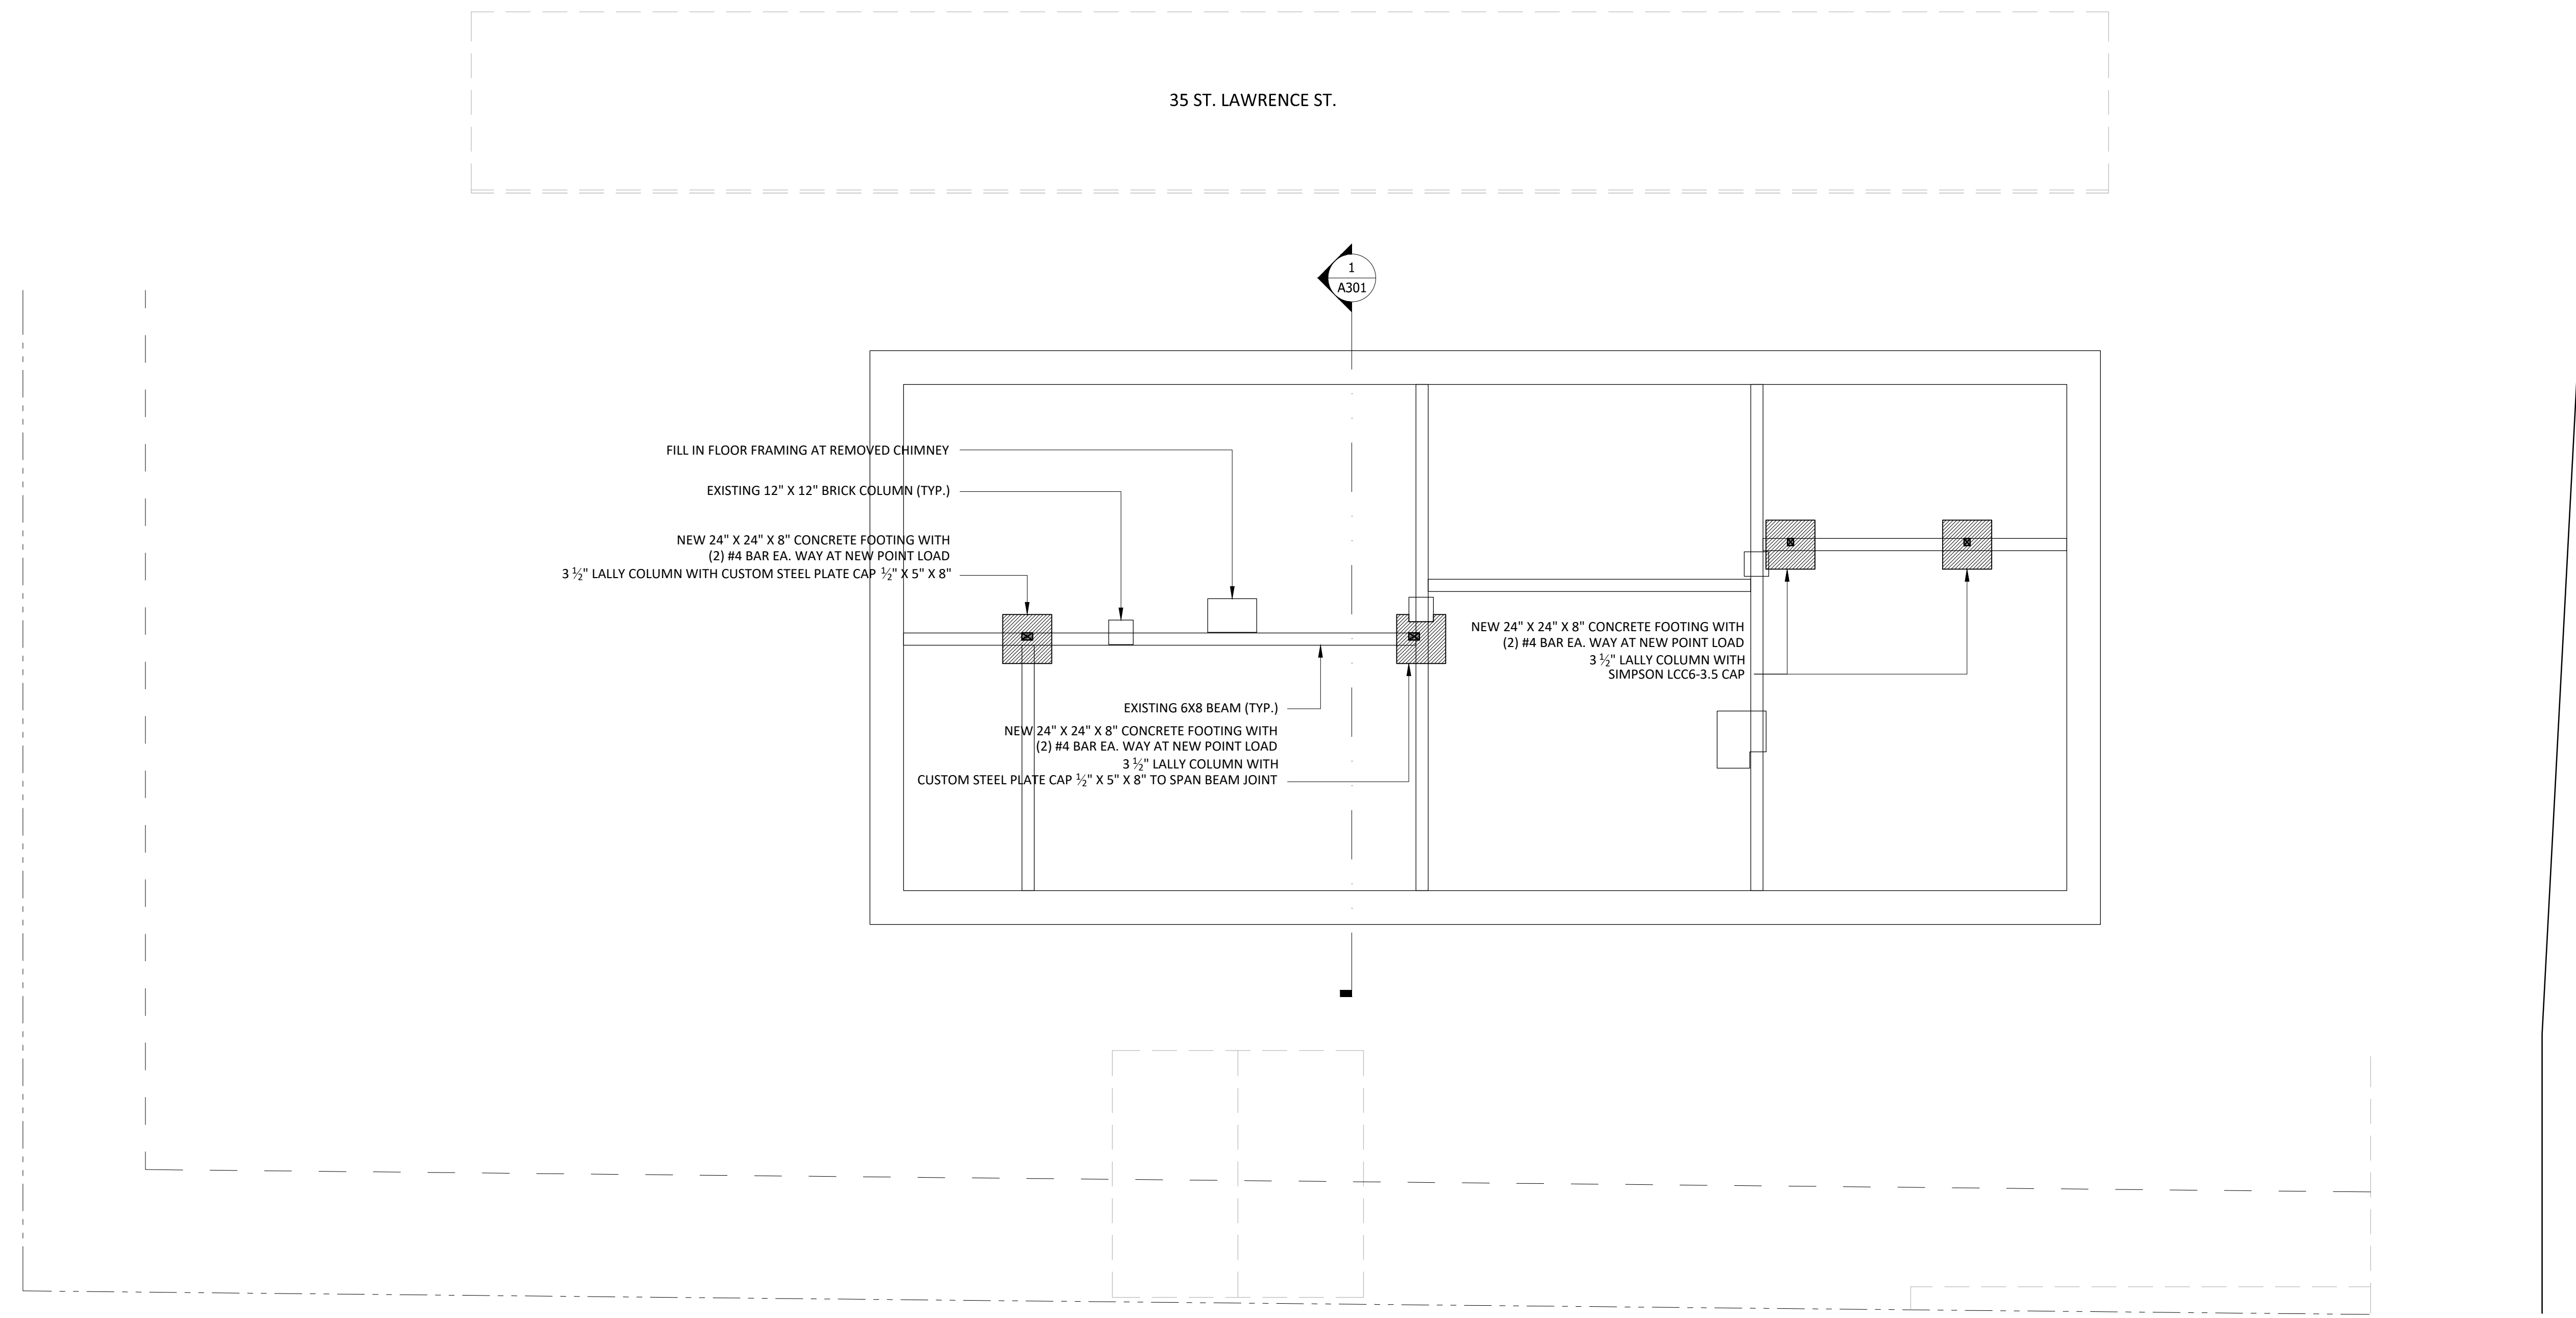 35 ST. LAWRENCE ST.
1
A301
FILL IN FLOOR FRAMING AT REMOVED CHIMNEY
EXISTING 12" X 12" BRICK COLUMN (TYP.)
NEW 24" X 24" X 8" CONCRETE FOOTING WITH
(2) #4 BAR EA. WAY AT NEW POINT LOAD
3 ½" LALLY COLUMN WITH CUSTOM STEEL PLATE CAP ½" X 5" X 8"
NEW 24" X 24" X 8" CONCRETE FOOTING WITH
(2) #4 BAR EA. WAY AT NEW POINT LOAD
3 ½" LALLY COLUMN WITH
SIMPSON LCC6-3.5 CAP
EXISTING 6X8 BEAM (TYP.)
NEW 24" X 24" X 8" CONCRETE FOOTING WITH
(2) #4 BAR EA. WAY AT NEW POINT LOAD
3 ½" LALLY COLUMN WITH
CUSTOM STEEL PLATE CAP ½" X 5" X 8" TO SPAN BEAM JOINT